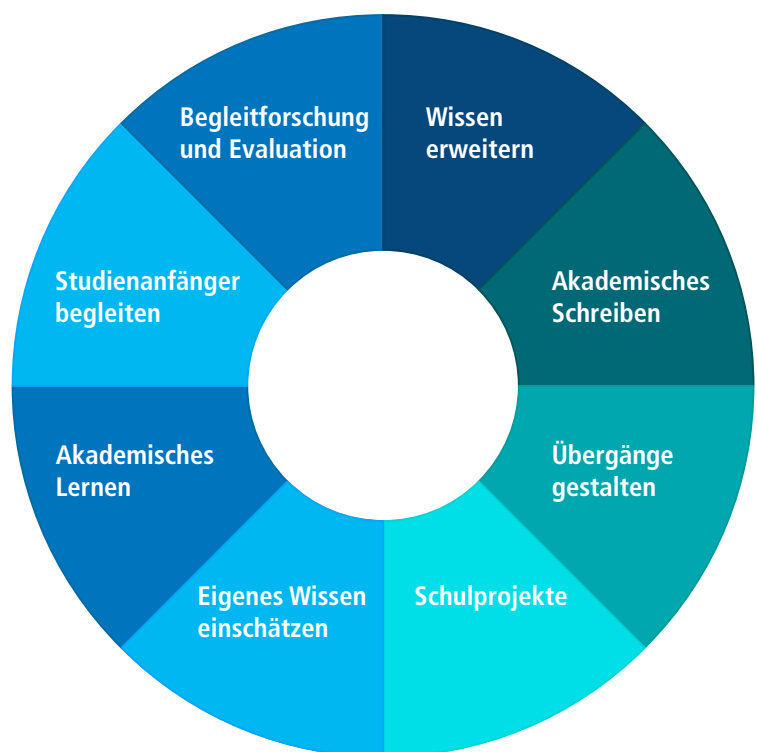 Begleitforschung
und Evaluation
Wissen
erweitern
Studienanfänger
begleiten
Akademisches
Schreiben
Akademisches
Lernen
Übergänge
gestalten
Eigenes Wissen
einschätzen
Schulprojekte